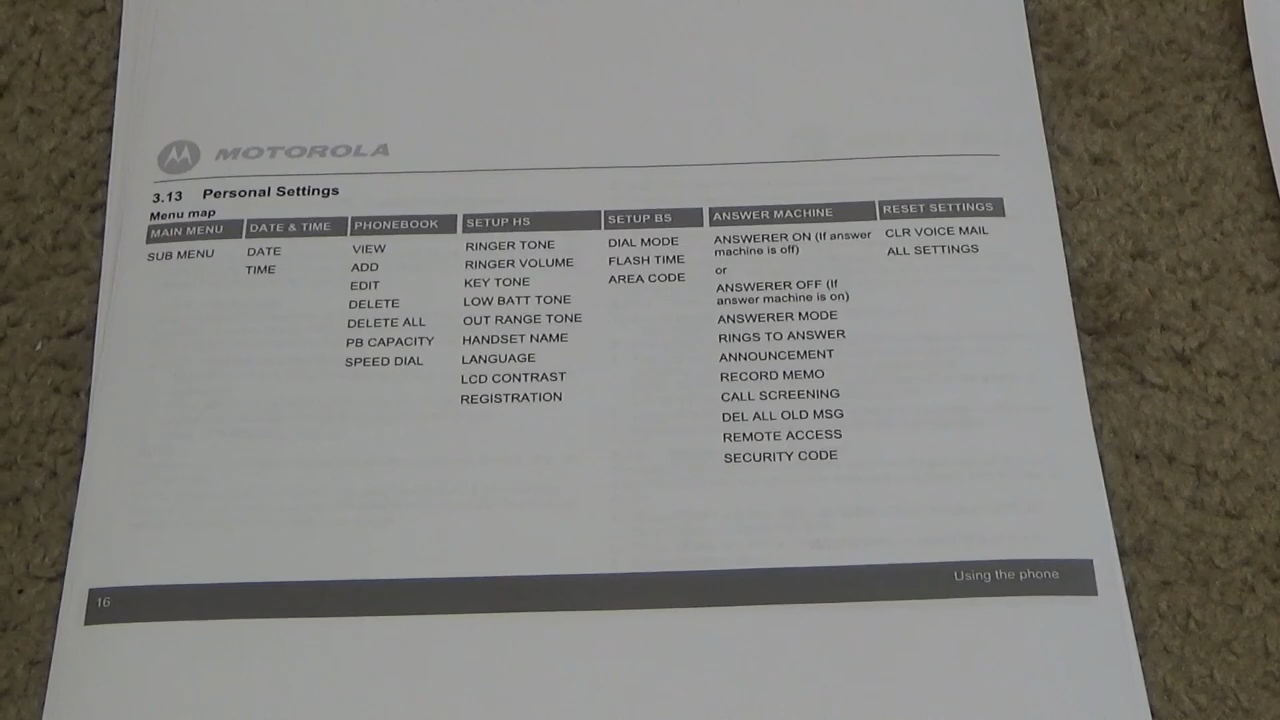 MOTOROLA
3.13 Personal Settings
Menu map
MAIN MENU DATE & TIME PHONEBOOK SETUP HS SETUP BS ANSWER MACHINE RESET SETTINGS
SUB MENU DATE VIEW RINGER TONE DIAL MODE ANSWERER ON (If answer machine is off) CLR VOICE MAIL
TIME ADD RINGER VOLUME FLASH TIME or ALL SETTINGS
EDIT KEY TONE AREA CODE ANSWERER OFF (If answer machine is on)
DELETE LOW BATT TONE ANSWERER MODE
DELETE ALL OUT RANGE TONE RINGS TO ANSWER
PB CAPACITY HANDSET NAME ANNOUNCEMENT
SPEED DIAL LANGUAGE RECORD MEMO
LCD CONTRAST CALL SCREENING
REGISTRATION DEL ALL OLD MSG
REMOTE ACCESS
SECURITY CODE
16 Using the phone